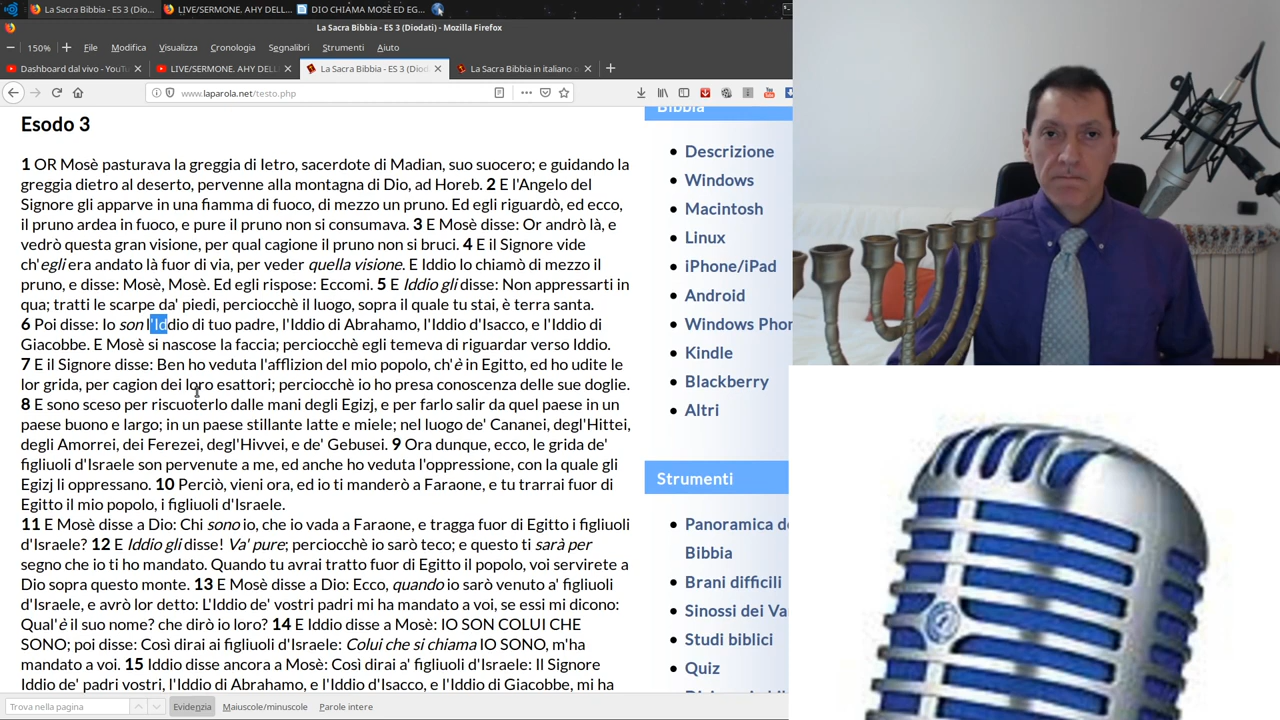 La Sacra Bibbia - ES 3 (Dio...
LIVE/SERMONE. AHY DELL...
DIO CHIAMA MOSÉ ED EG...
La Sacra Bibbia - ES 3 (Diodati) - Mozilla Firefox
150%
File Modifica Visualizza Cronologia Segnalibri Strumenti Aiuto
Dashboard dal vivo - YouTu
LIVE/SERMONE. AHY DELL
La Sacra Bibbia - ES 3 (Diod
La Sacra Bibbia in italiano o
www.laparola.net/testo.php
Esodo 3
1 OR Mosè pasturava la greggia di Ietro, sacerdote di Madian, suo suocero; e guidando la
greggia dietro al deserto, pervenne alla montagna di Dio, ad Horeb. 2 E l'Angelo del
Signore gli apparve in una fiamma di fuoco, di mezzo un pruno. Ed egli riguardò, ed ecco,
il pruno ardea in fuoco, e pure il pruno non si consumava. 3 E Mosè disse: Or andrò là, e
vedrò questa gran visione, per qual cagione il pruno non si bruci. 4 E il Signore vide
ch'egli era andato là fuor di via, per veder quella visione. E Iddio lo chiamò di mezzo il
pruno, e disse: Mosè, Mosè. Ed egli rispose: Eccomi. 5 E Iddio gli disse: Non appressarti in
qua; tratti le scarpe da' piedi, perciocchè il luogo, sopra il quale tu stai, è terra santa.
6 Poi disse: Io son l'Iddio di tuo padre, l'Iddio di Abrahamo, l'Iddio d'Isacco, e l'Iddio di
Giacobbe. E Mosè si nascose la faccia; perciocchè egli temeva di riguardar verso Iddio.
7 E il Signore disse: Ben ho veduta l'afflizion del mio popolo, ch'è in Egitto, ed ho udite le
lor grida, per cagion dei loro esattori; perciocchè io ho presa conoscenza delle sue doglie.
8 E sono sceso per riscuoterlo dalle mani degli Egizj, e per farlo salir da quel paese in un
paese buono e largo; in un paese stillante latte e miele; nel luogo de' Cananei, degl'Hittei,
degli Amorrei, dei Ferezei, degl'Hivvei, e de' Gebusei. 9 Ora dunque, ecco, le grida de'
figliuoli d'Israele son pervenute a me, ed anche ho veduta l'oppressione, con la quale gli
Egizj li oppressano. 10 Perciò, vieni ora, ed io ti manderò a Faraone, e tu trarrai fuor di
Egitto il mio popolo, i figliuoli d'Israele.
11 E Mosè disse a Dio: Chi sono io, che io vada a Faraone, e tragga fuor di Egitto i figliuoli
d'Israele? 12 E Iddio gli disse! Va' pure; perciocchè io sarò teco; e questo ti sarà per
segno che io ti ho mandato. Quando tu avrai tratto fuor di Egitto il popolo, voi servirete a
Dio sopra questo monte. 13 E Mosè disse a Dio: Ecco, quando io sarò venuto a' figliuoli
d'Israele, e avrò lor detto: L'Iddio de' vostri padri mi ha mandato a voi, se essi mi dicono:
Qual'è il suo nome? che dirò io loro? 14 E Iddio disse a Mosè: IO SON COLUI CHE
SONO; poi disse: Così dirai ai figliuoli d'Israele: Colui che si chiama IO SONO, m'ha
mandato a voi. 15 Iddio disse ancora a Mosè: Così dirai a' figliuoli d'Israele: Il Signore
Iddio de' padri vostri, l'Iddio di Abrahamo, e l'Iddio d'Isacco, e l'Iddio di Giacobbe, mi ha
Bibbia
Descrizione
Windows
Macintosh
Linux
iPhone/iPad
Android
Windows Phor
Kindle
Blackberry
Altri
Strumenti
Panoramica de
Bibbia
Brani difficili
Sinossi dei Va
Studi biblici
Quiz
Trova nella pagina
Evidenzia Maiuscole/minuscole Parole intere